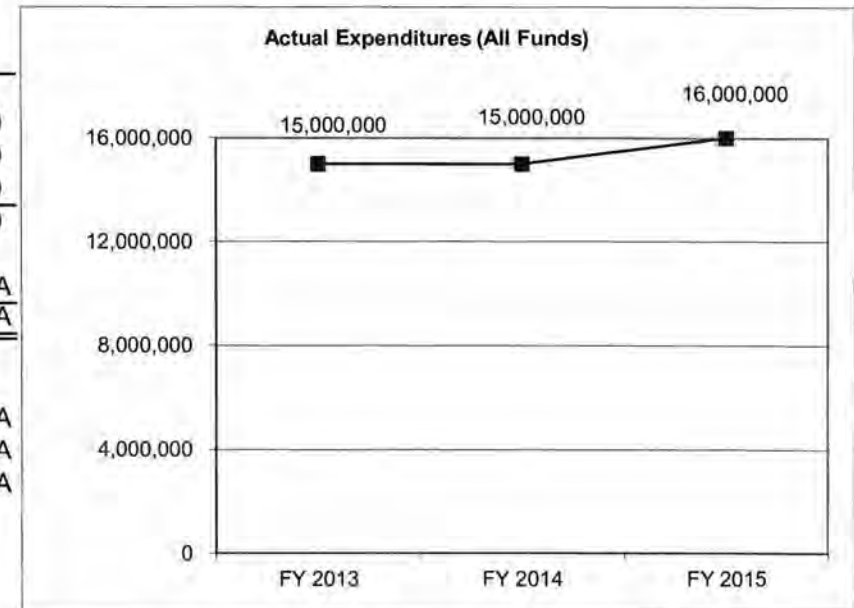 Actual Expenditures (All Funds)
15,000,000
15,000,000
16,000,000
16,000,000
12,000,000
8,000,000
4,000,000
0
FY 2013
FY 2014
FY 2015
)
)
)
)
A
A
A
A
A